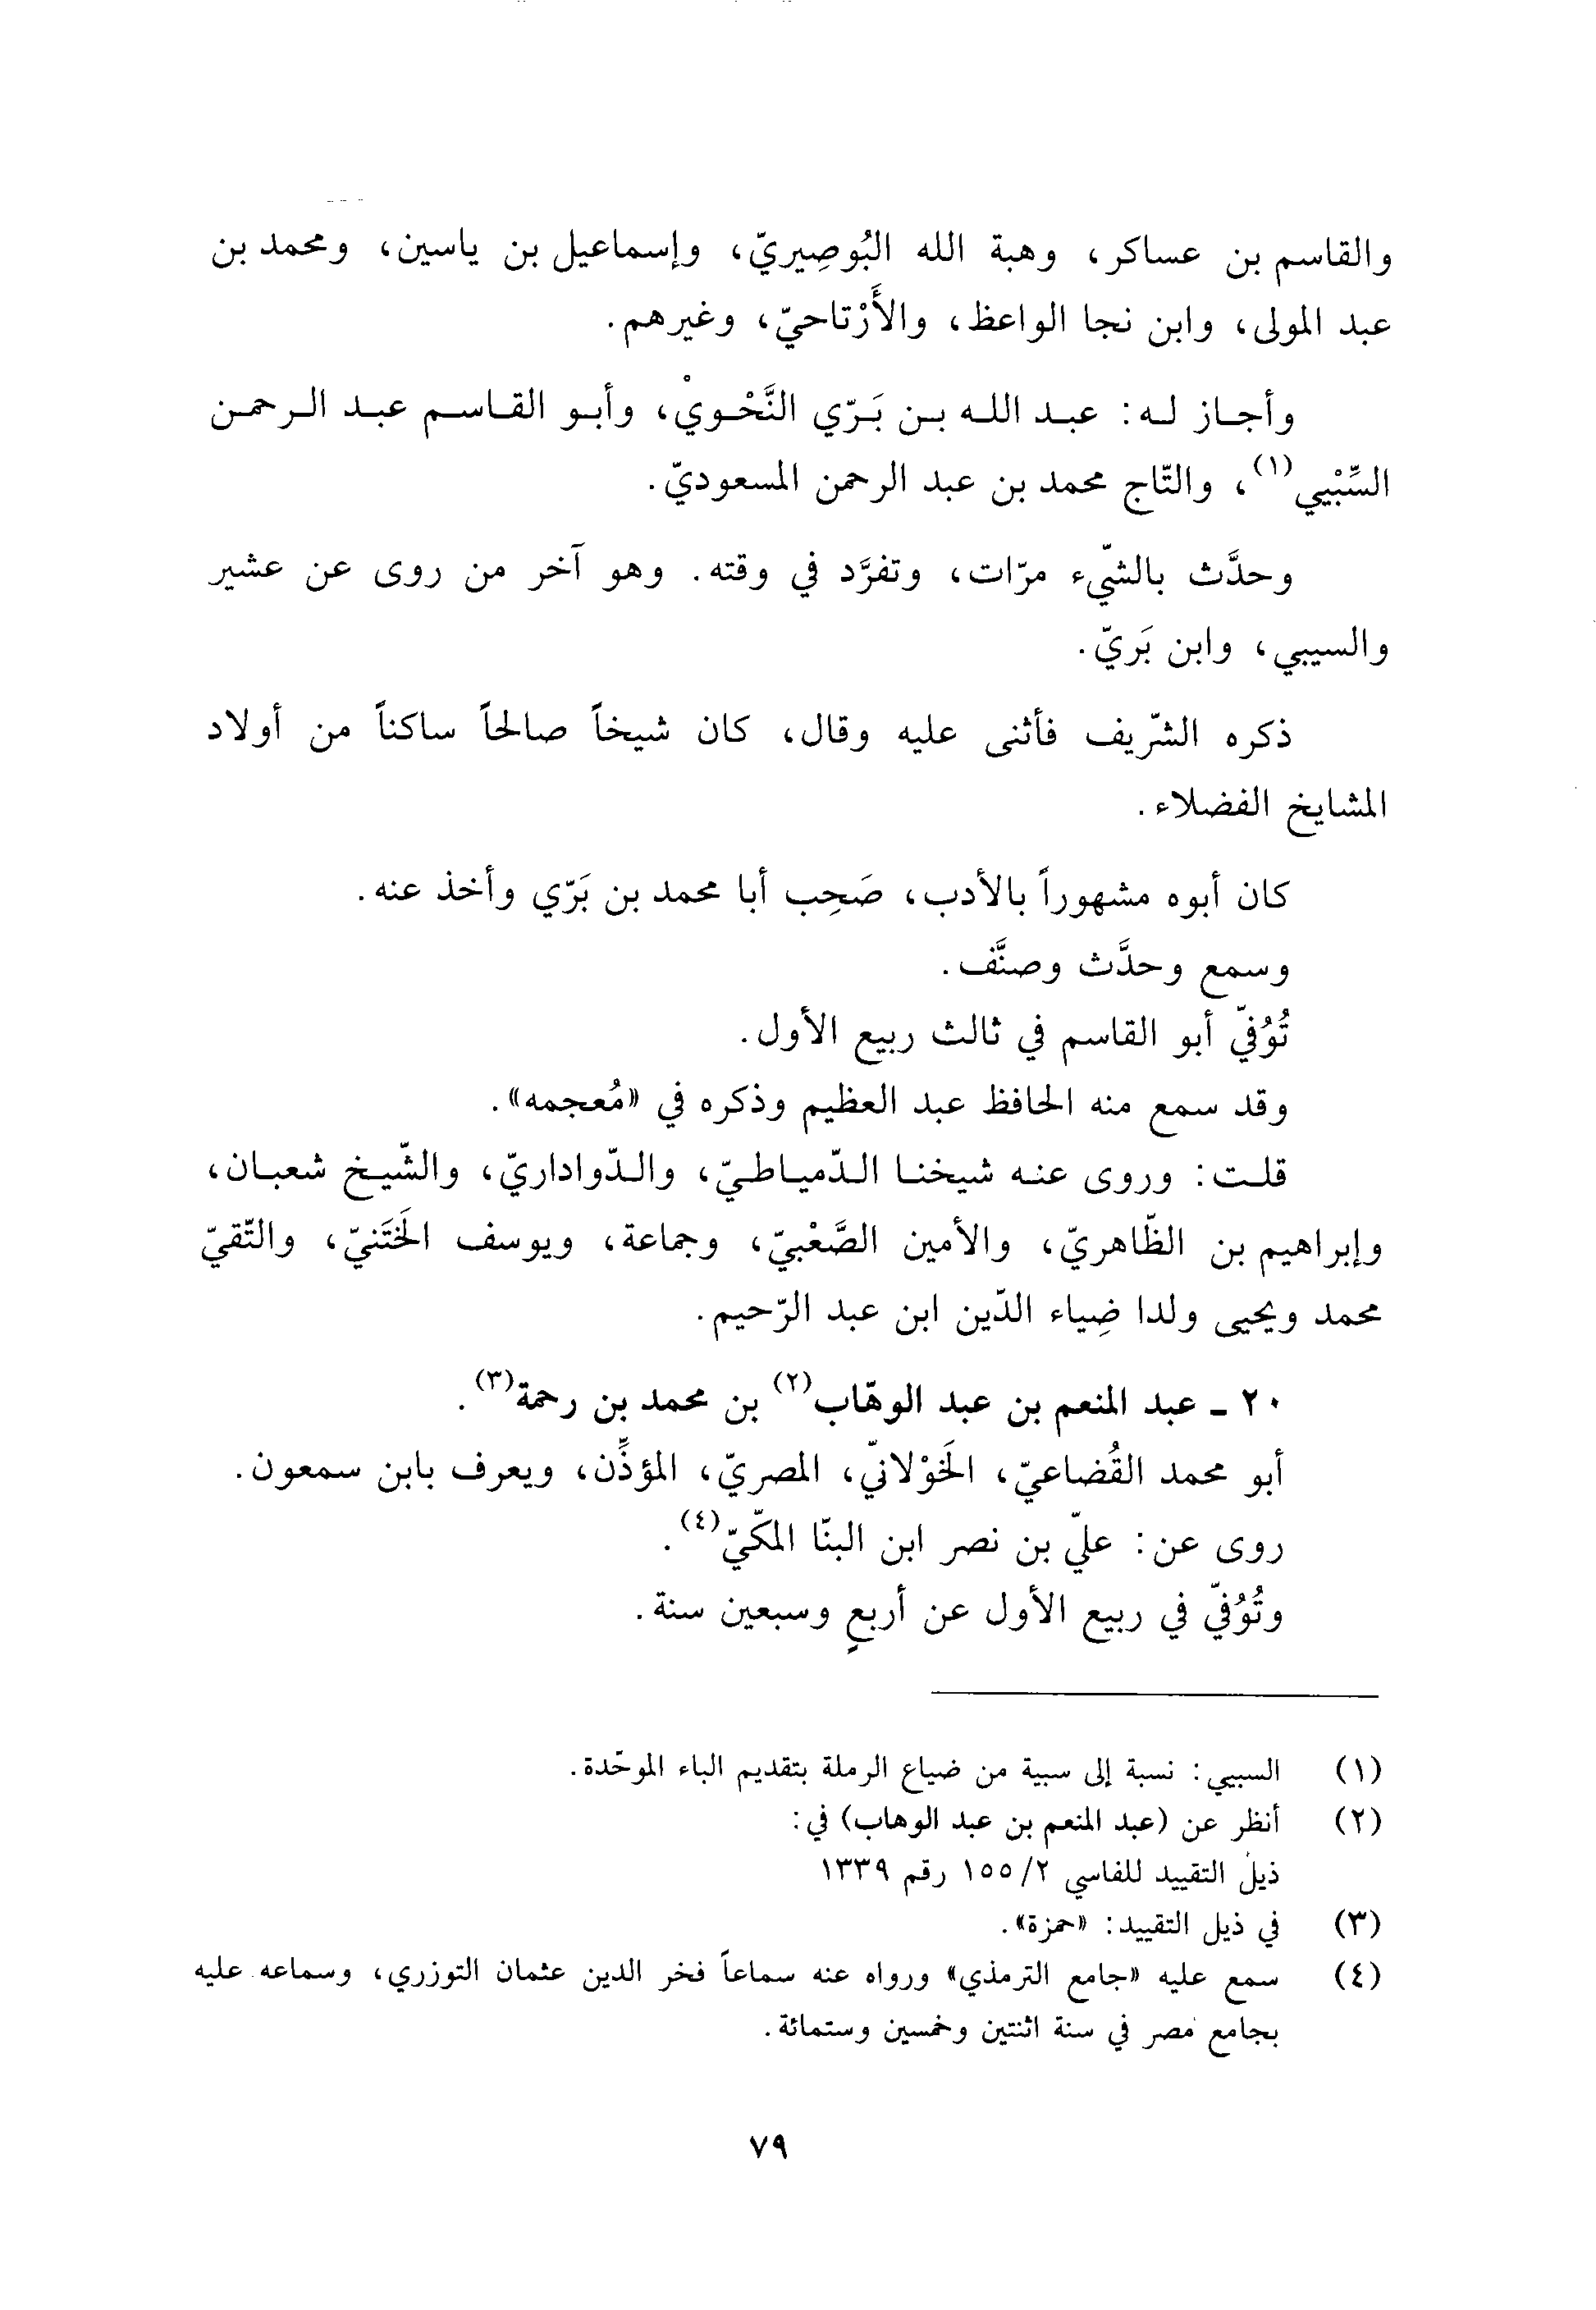 والقاسم بن عساكر، وهبة الله البُوصِيريّ، وإسماعيل بن ياسين، ومحمد بن
عبد المولى، وابن نجا الواعظ، والأَرْتاحيّ، وغيرهم.
وأجاز له: عبد الله بن بَرّي النَّحْويْ، وأبو القاسم عبد الرحمن
السِّبْيي(١)، والتّاج محمد بن عبد الرحمن المسعوديّ.
وحدَّث بالشّيء مرّات، وتفرَّد في وقته. وهو آخر من روى عن عشير
والسيبي، وابن بَريّ.
ذكره الشّريف فأثنى عليه وقال، كان شيخاً صالحاً ساكناً من أولاد
المشايخ الفضلاء.
كان أبوه مشهوراً بالأدب، صَحِب أبا محمد بن بَرّي وأخذ عنه.
وسمع وحدَّث وصنَّف.
تُوُفيّ أبو القاسم في ثالث ربيع الأول.
وقد سمع منه الحافظ عبد العظيم وذكره في «مُعجمه».
قلت: وروى عنه شيخنا الدّمياطيّ، والدّواداريّ، والشّيخ شعبان،
وإبراهيم بن الظّاهريّ، والأمين الصَّعْبيّ، وجماعة، ويوسف الخَتَنيّ، والتّقيّ
محمد ويحيى ولدا ضِياء الدّين ابن عبد الرّحيم.
٢٠ ـ عبد المنعم بن عبد الوهّاب(٢) بن محمد بن رحمة(٣).
أبو محمد القُضاعيّ، الخَوْلانيّ، المصريّ، المؤذِّن، ويعرف بابن سمعون.
روى عن: عليّ بن نصر ابن البنّا المكّيّ(٤).
وتُوُفيّ في ربيع الأول عن أربعٍ وسبعين سنة.
(١) السبيي: نسبة إلى سبية من ضياع الرملة بتقديم الباء الموحّدة.
(٢) أنظر عن (عبد المنعم بن عبد الوهاب) في:
ذيل التقييد للفاسي ٢/١٥٥ رقم ١٣٣٩
(٣) في ذيل التقييد: «حمزة».
(٤) سمع عليه «جامع الترمذي» ورواه عنه سماعاً فخر الدين عثمان التوزري، وسماعه عليه
بجامع مصر في سنة اثنتين وخمسين وستمائة.
٧٩